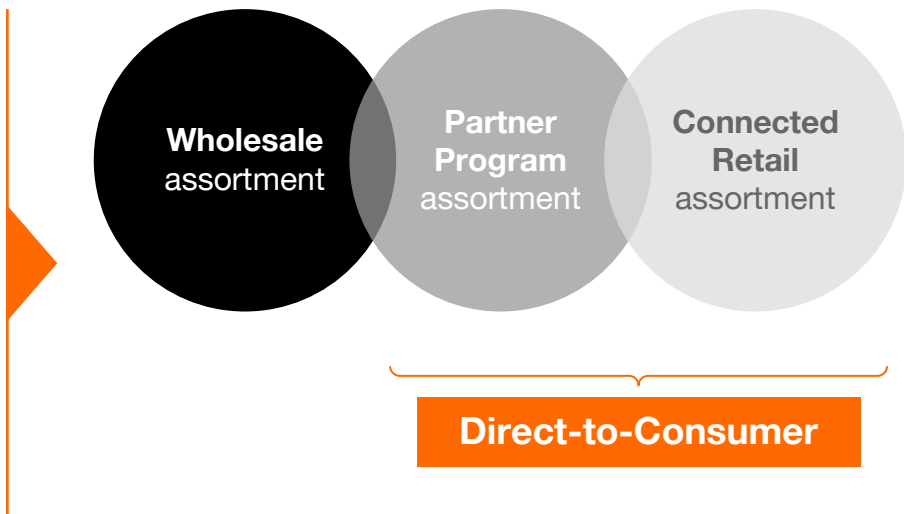 Wholesale
assortment
Partner
Program
assortment
Connected
Retail
assortment
Direct-to-Consumer